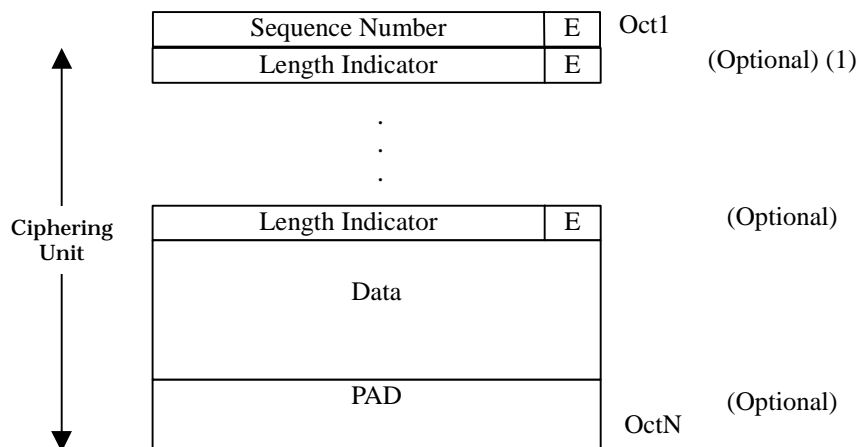 Sequence Number E Oct1
Length Indicator E (Optional) (1)
.
.
.
Length Indicator E (Optional)
Ciphering
Unit
Data
PAD (Optional)
OctN